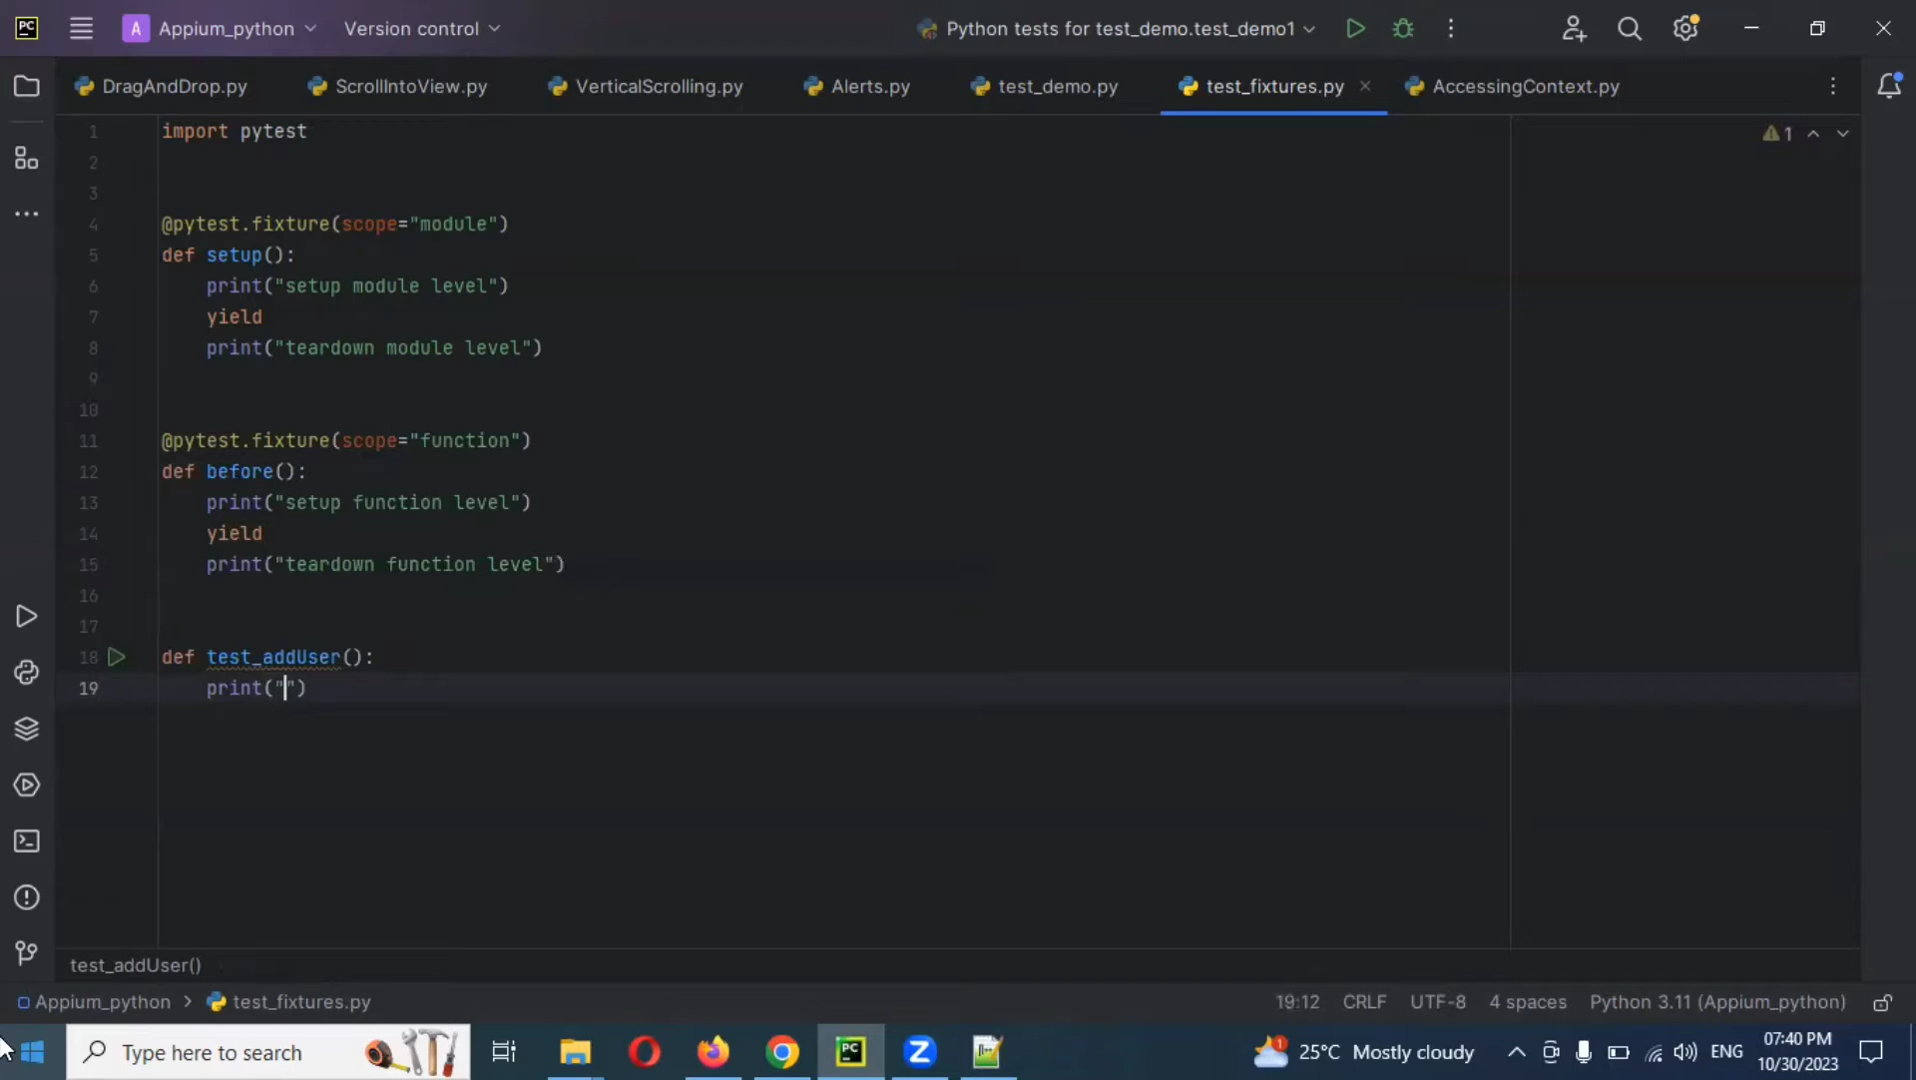 PC A Appium_python Version control Python tests for test_demo.test_demo1
DragAndDrop.py ScrollIntoView.py VerticalScrolling.py Alerts.py test_demo.py test_fixtures.py AccessingContext.py
1 import pytest
1
2
3
4 @pytest.fixture(scope="module")
5 def setup():
6 print("setup module level")
7 yield
8 print("teardown module level")
9
10
11 @pytest.fixture(scope="function")
12 def before():
13 print("setup function level")
14 yield
15 print("teardown function level")
16
17
18 def test_addUser():
19 print("")
test_addUser()
Appium_python > test_fixtures.py 19:12 CRLF UTF-8 4 spaces Python 3.11 (Appium_python)
Type here to search PC 1 25°C Mostly cloudy ENG 07:40 PM
10/30/2023